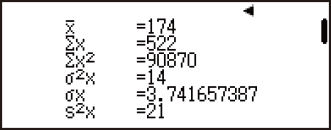 x̄ =174
Σx =522
Σx² =90870
σ²x =14
σx =3.741657387
s²x =21